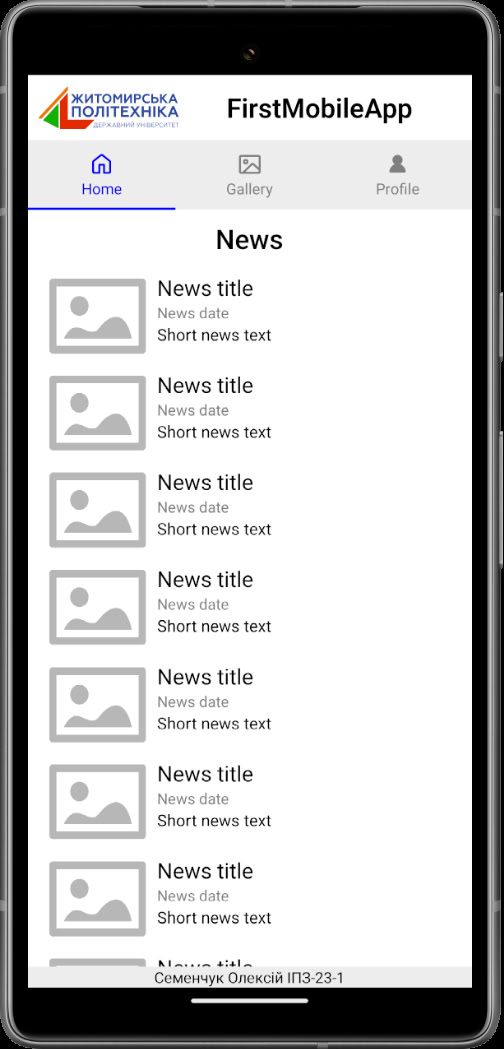 ЖИТОМИРСЬКА
ПОЛІТЕХНІКА
ДЕРЖАВНИЙ УНІВЕРСИТЕТ
FirstMobileApp
Home
Gallery
Profile
News
News title
News date
Short news text
News title
News date
Short news text
News title
News date
Short news text
News title
News date
Short news text
News title
News date
Short news text
News title
News date
Short news text
News title
News date
Short news text
News title
Семенчук Олексій ІПЗ-23-1